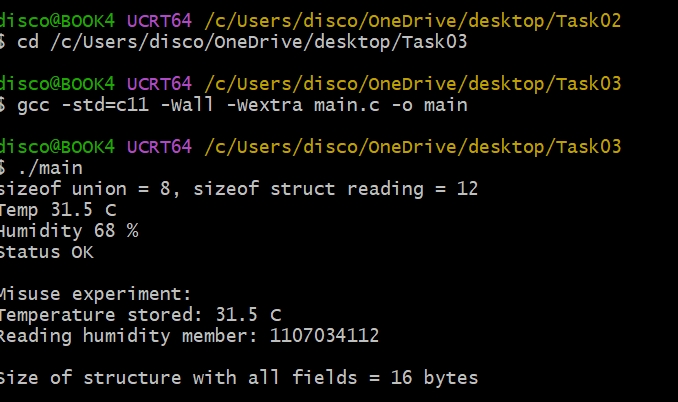 disco@BOOK4 UCRT64 /c/Users/disco/OneDrive/desktop/Task02
$ cd /c/Users/disco/OneDrive/desktop/Task03
disco@BOOK4 UCRT64 /c/Users/disco/OneDrive/desktop/Task03
$ gcc -std=c11 -Wall -Wextra main.c -o main
disco@BOOK4 UCRT64 /c/Users/disco/OneDrive/desktop/Task03
$ ./main
sizeof union = 8, sizeof struct reading = 12
Temp 31.5 C
Humidity 68 %
Status OK
Misuse experiment:
Temperature stored: 31.5 C
Reading humidity member: 1107034112
Size of structure with all fields = 16 bytes